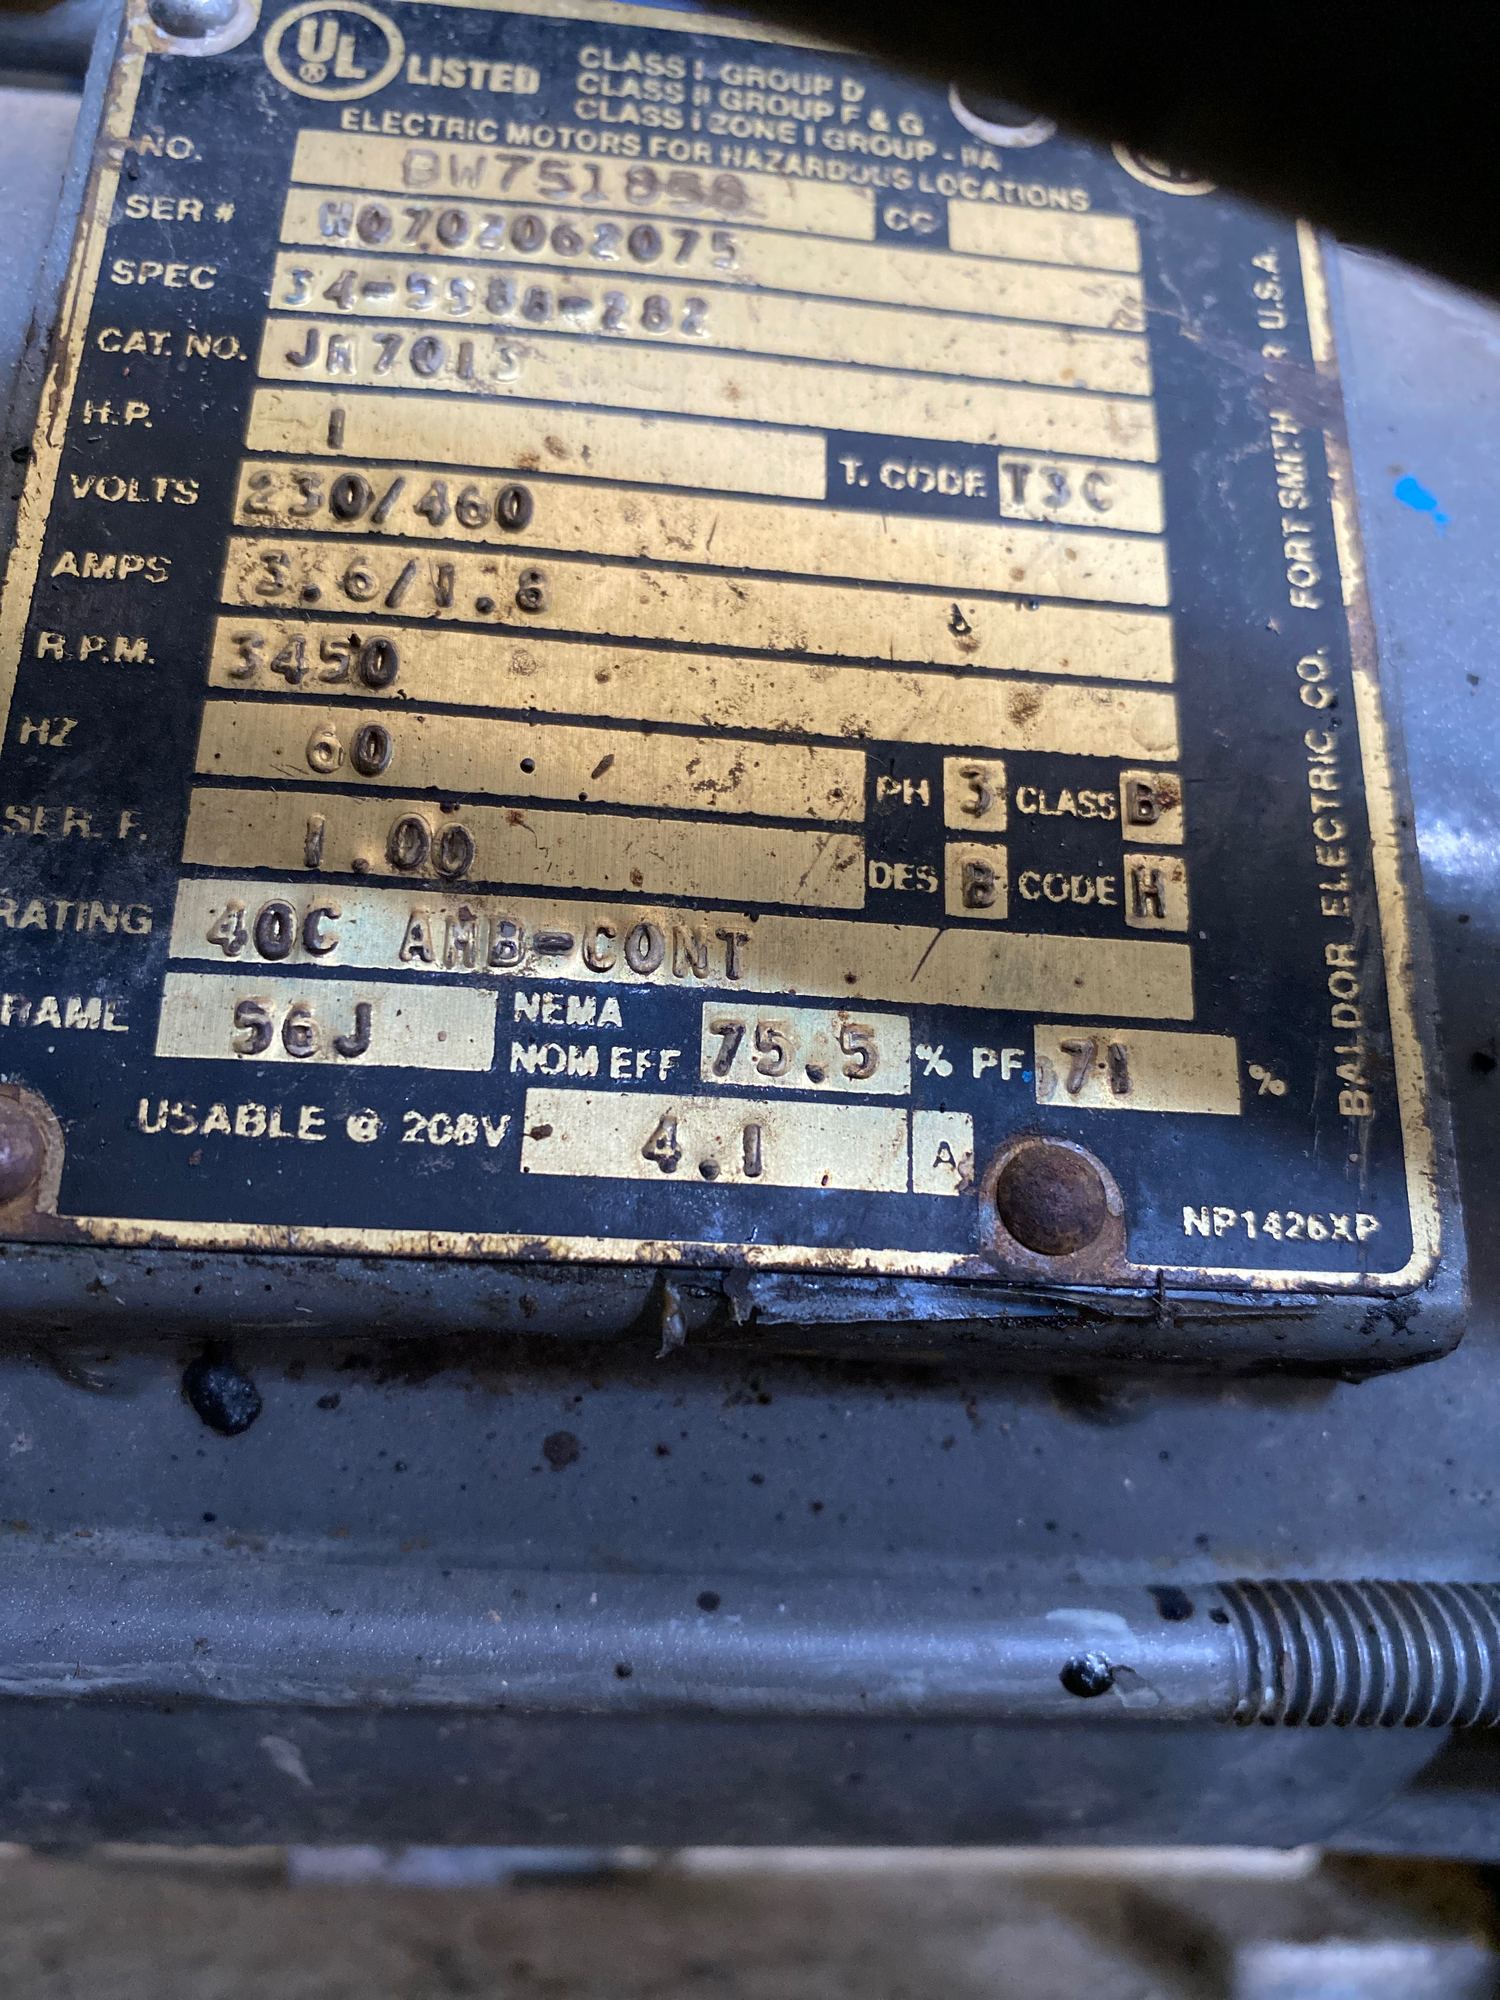 UL LISTED
CLASS I GROUP D
CLASS II GROUP F & G
CLASS I ZONE I GROUP - IIA
ELECTRIC MOTORS FOR HAZARDOUS LOCATIONS
NO. CC
SER # W0702062075
SPEC
CAT. NO. JM7013
H.P. 1 T. CODE T3C
VOLTS 230/460
AMPS 3.6/1.8
R.P.M. 3450
HZ 60 PH 3 CLASS B
SER. F. 1.00 DES B CODE H
RATING 40C AMB-CONT
RAME 56J NEMA NOM EFF 75.5 % PF 71 %
USABLE @ 208V 4.1 A
NP1426XP
BALDOR ELECTRIC CO. FORT SMITH R U.S.A.